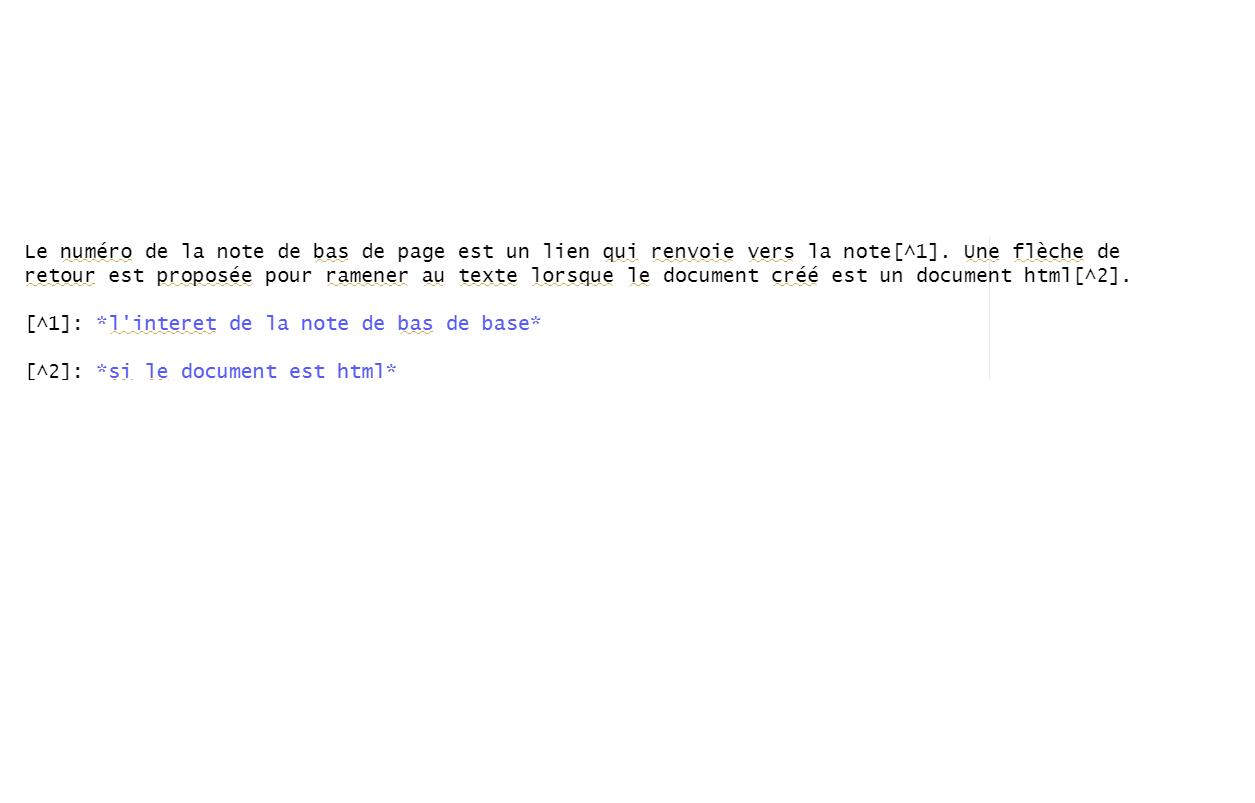 Le numéro de la note de bas de page est un lien qui renvoie vers la note[^1]. Une flèche de
retour est proposée pour ramener au texte lorsque le document créé est un document html[^2].
[^1]: *l'interet de la note de bas de base*
[^2]: *si le document est html*